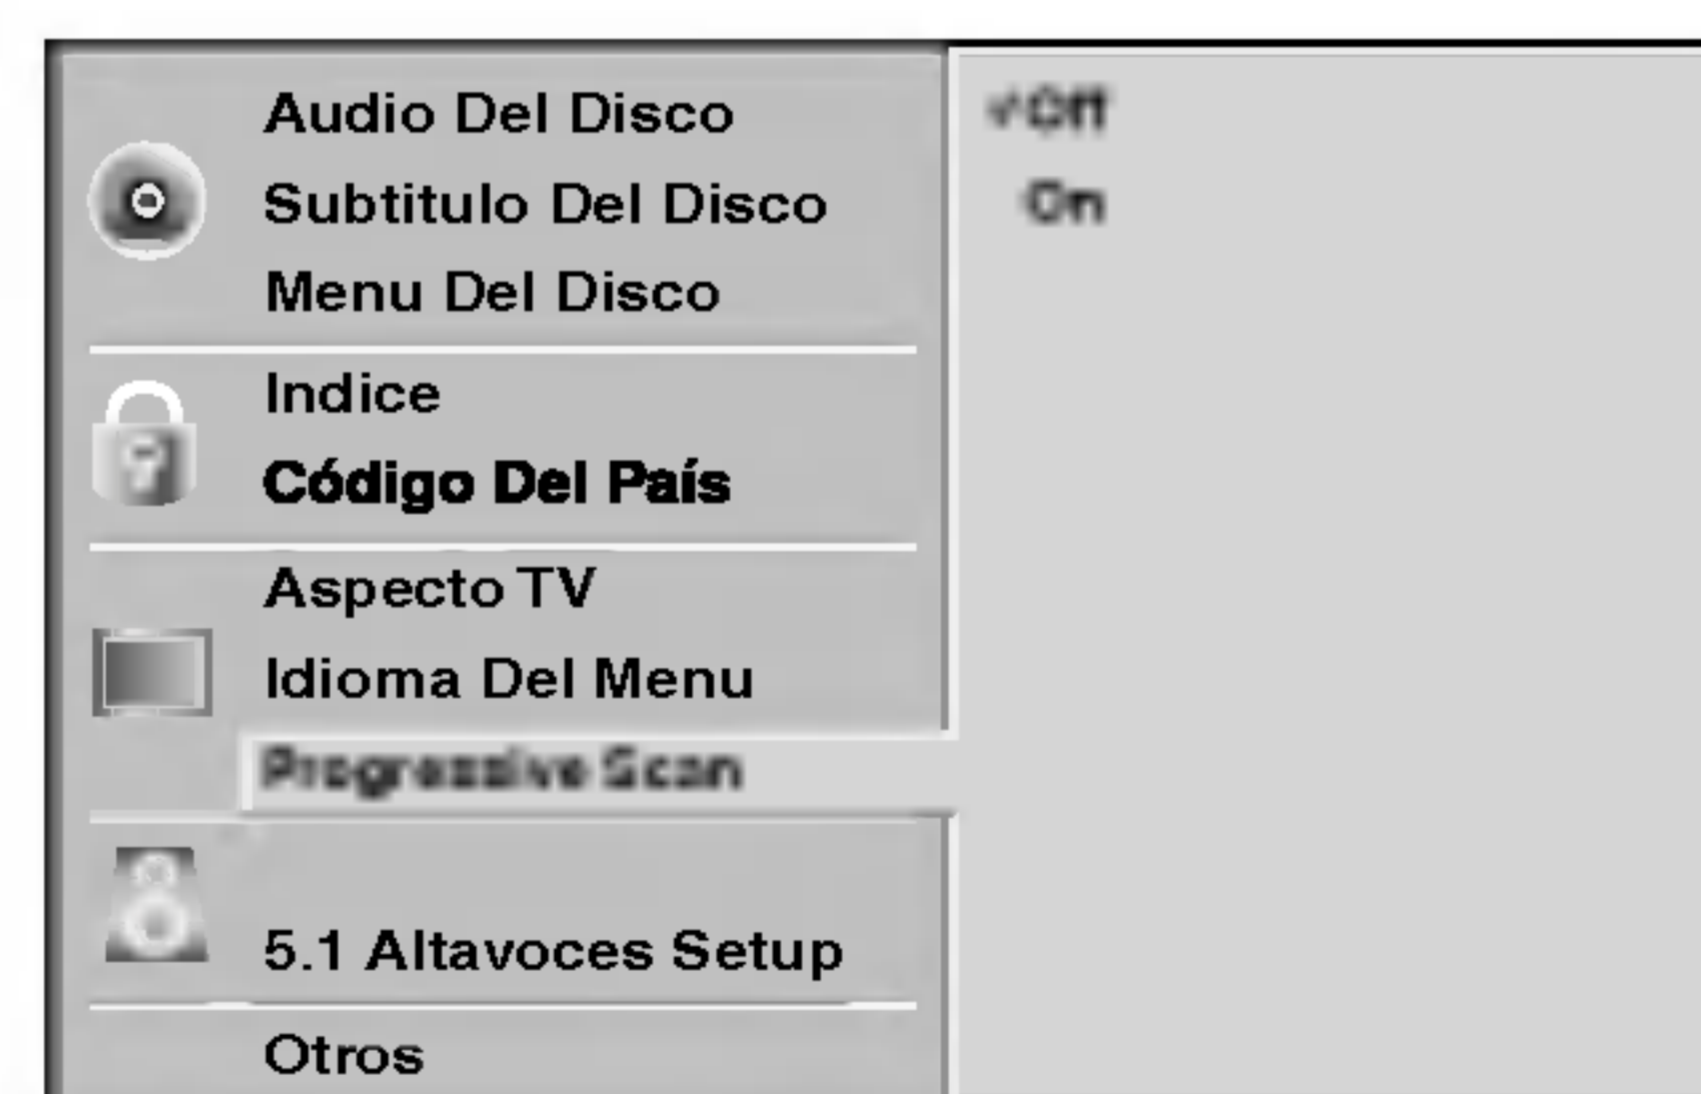 Audio Del Disco
Subtitulo Del Disco
Menu Del Disco
Indice
Código Del País
Aspecto TV
Idioma Del Menu
Progressive Scan
5.1 Altavoces Setup
Otros
✓Off
On